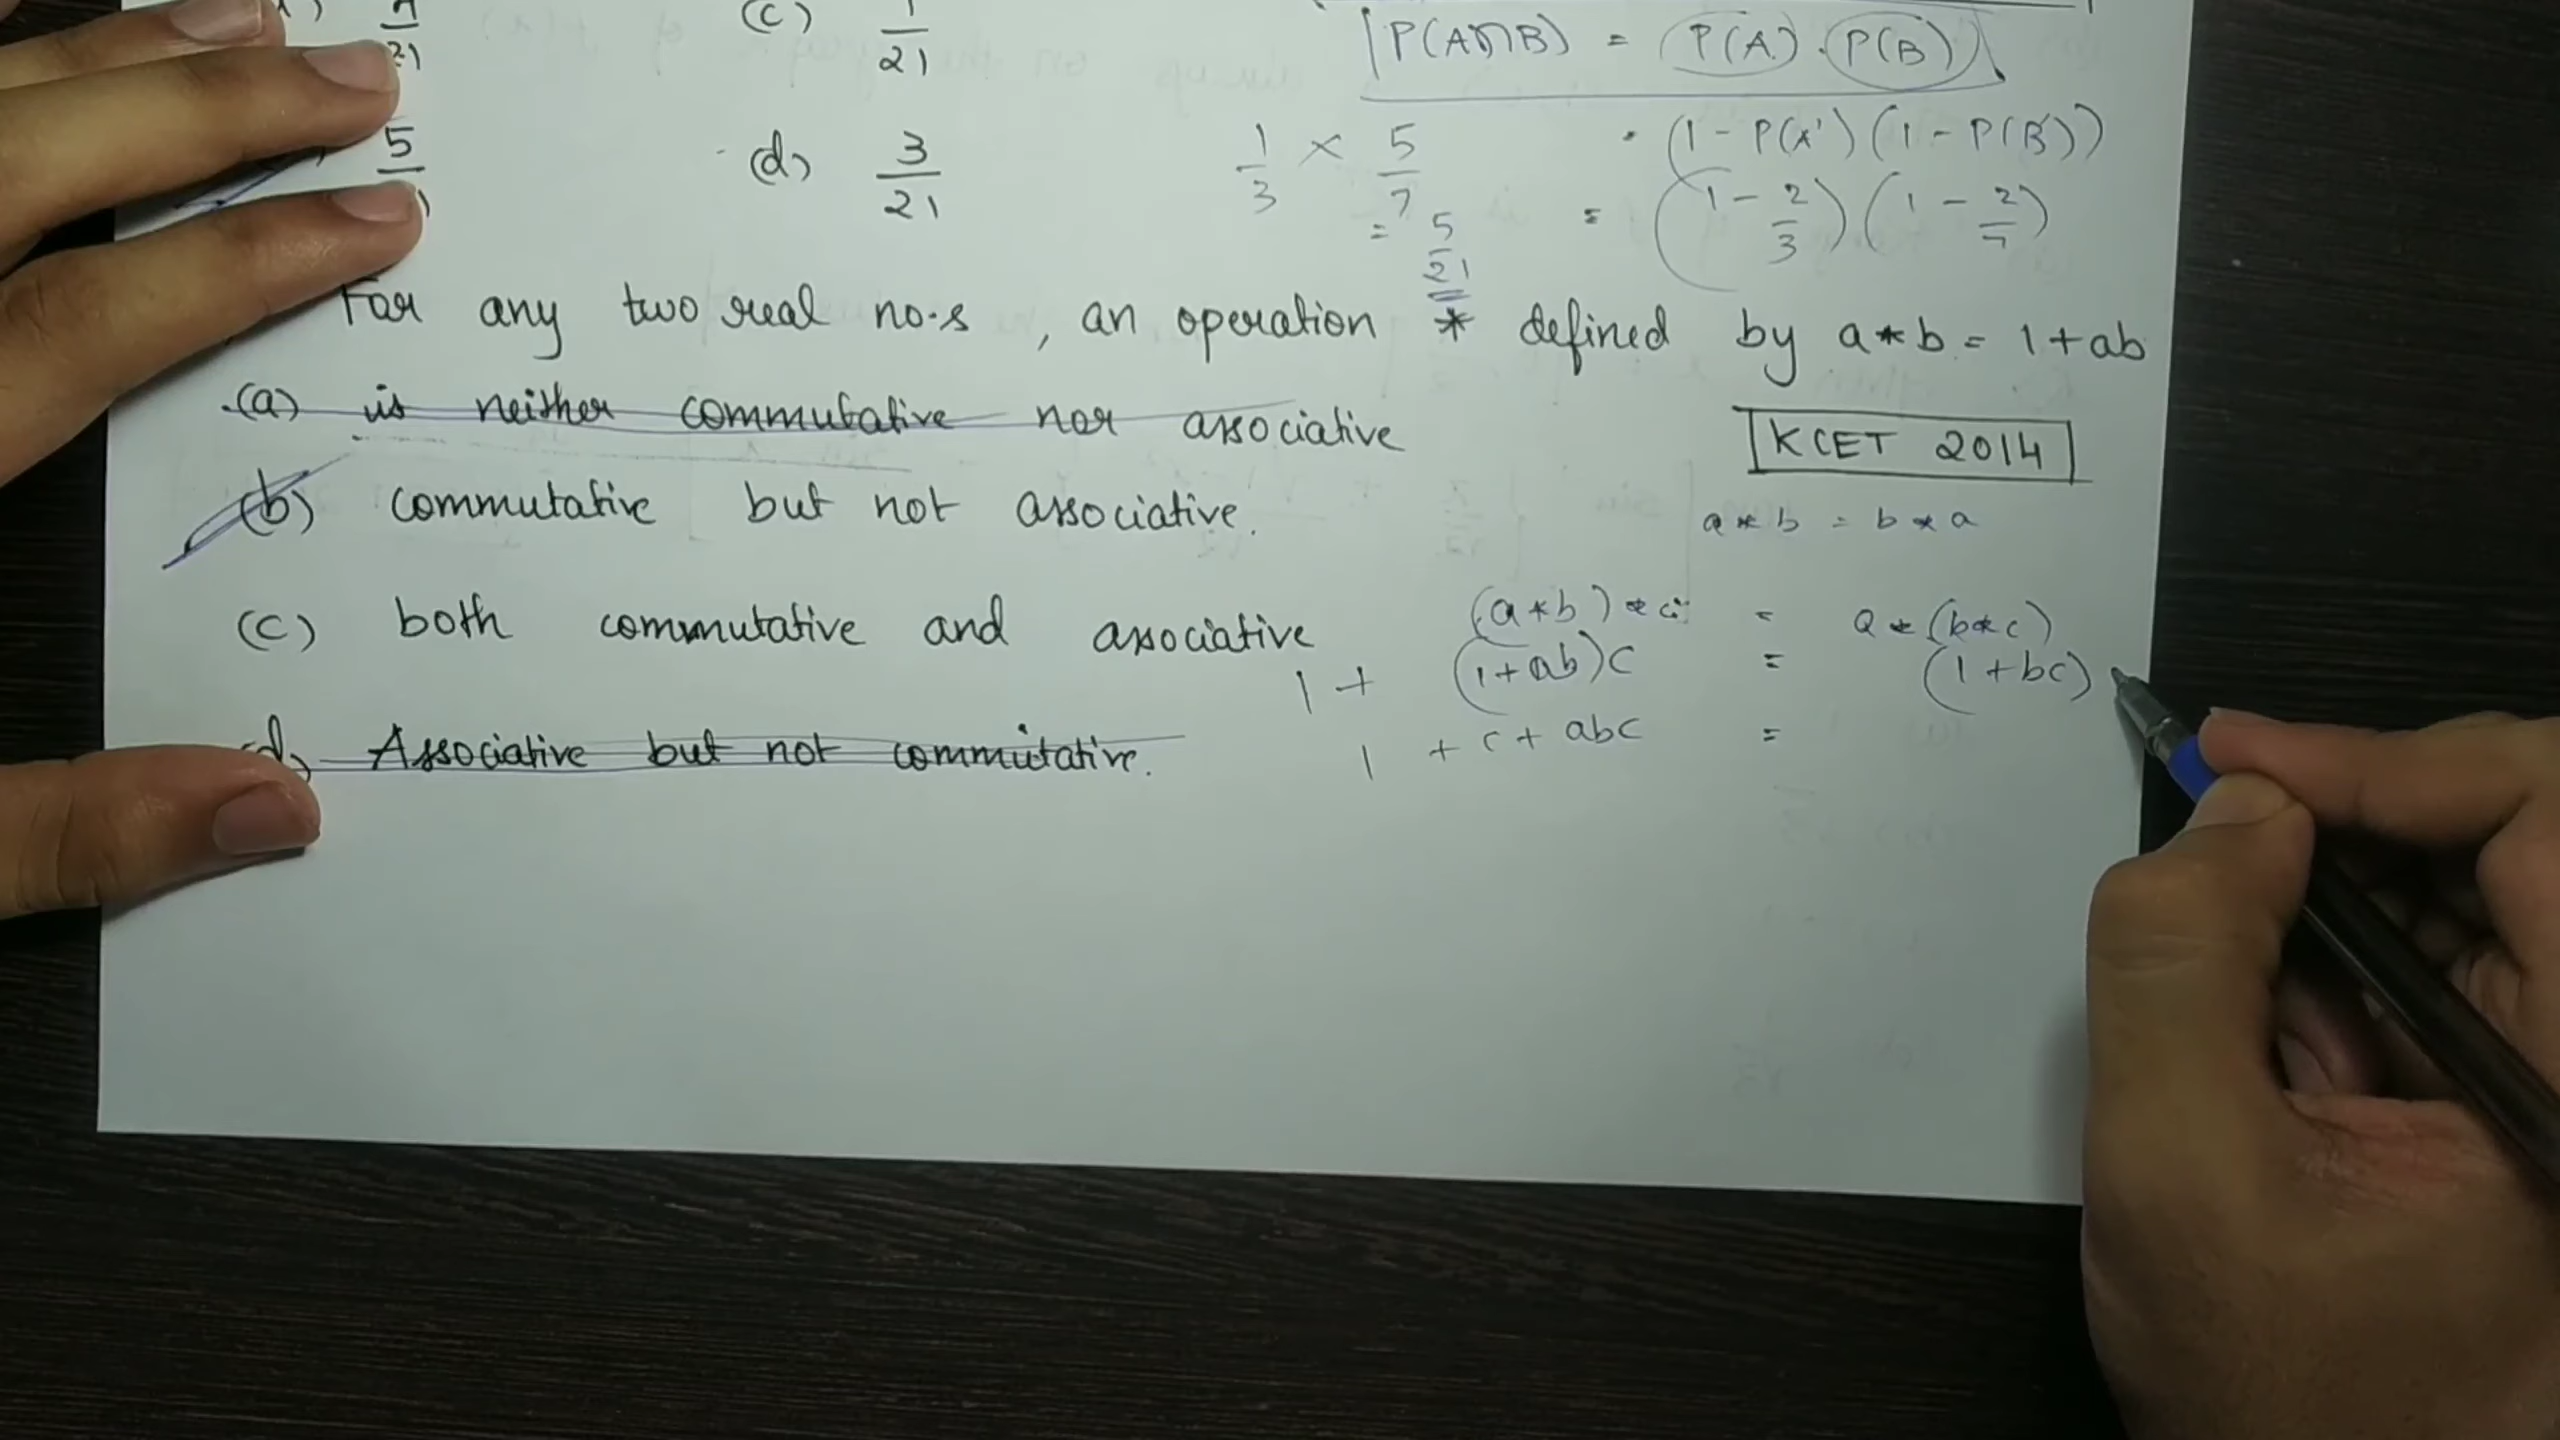 (c) 1/21
P(A∩B) = P(A) . P(B)
5 (d) 3/21
1/3 × 5/7 = 5/21
(1 - P(A'))(1 - P(B'))
= (1 - 2/3)(1 - 2/7)
For any two real no.s , an operation * defined by a * b = 1 + ab
(a) is neither commutative nor associative
KCET 2014
(b) commutative but not associative.
a * b = b * a
(c) both commutative and associative
(a * b) * c = a * (b * c)
1 + (1 + ab)c = (1 + bc)
(d) Associative but not commutative.
1 + c + abc =